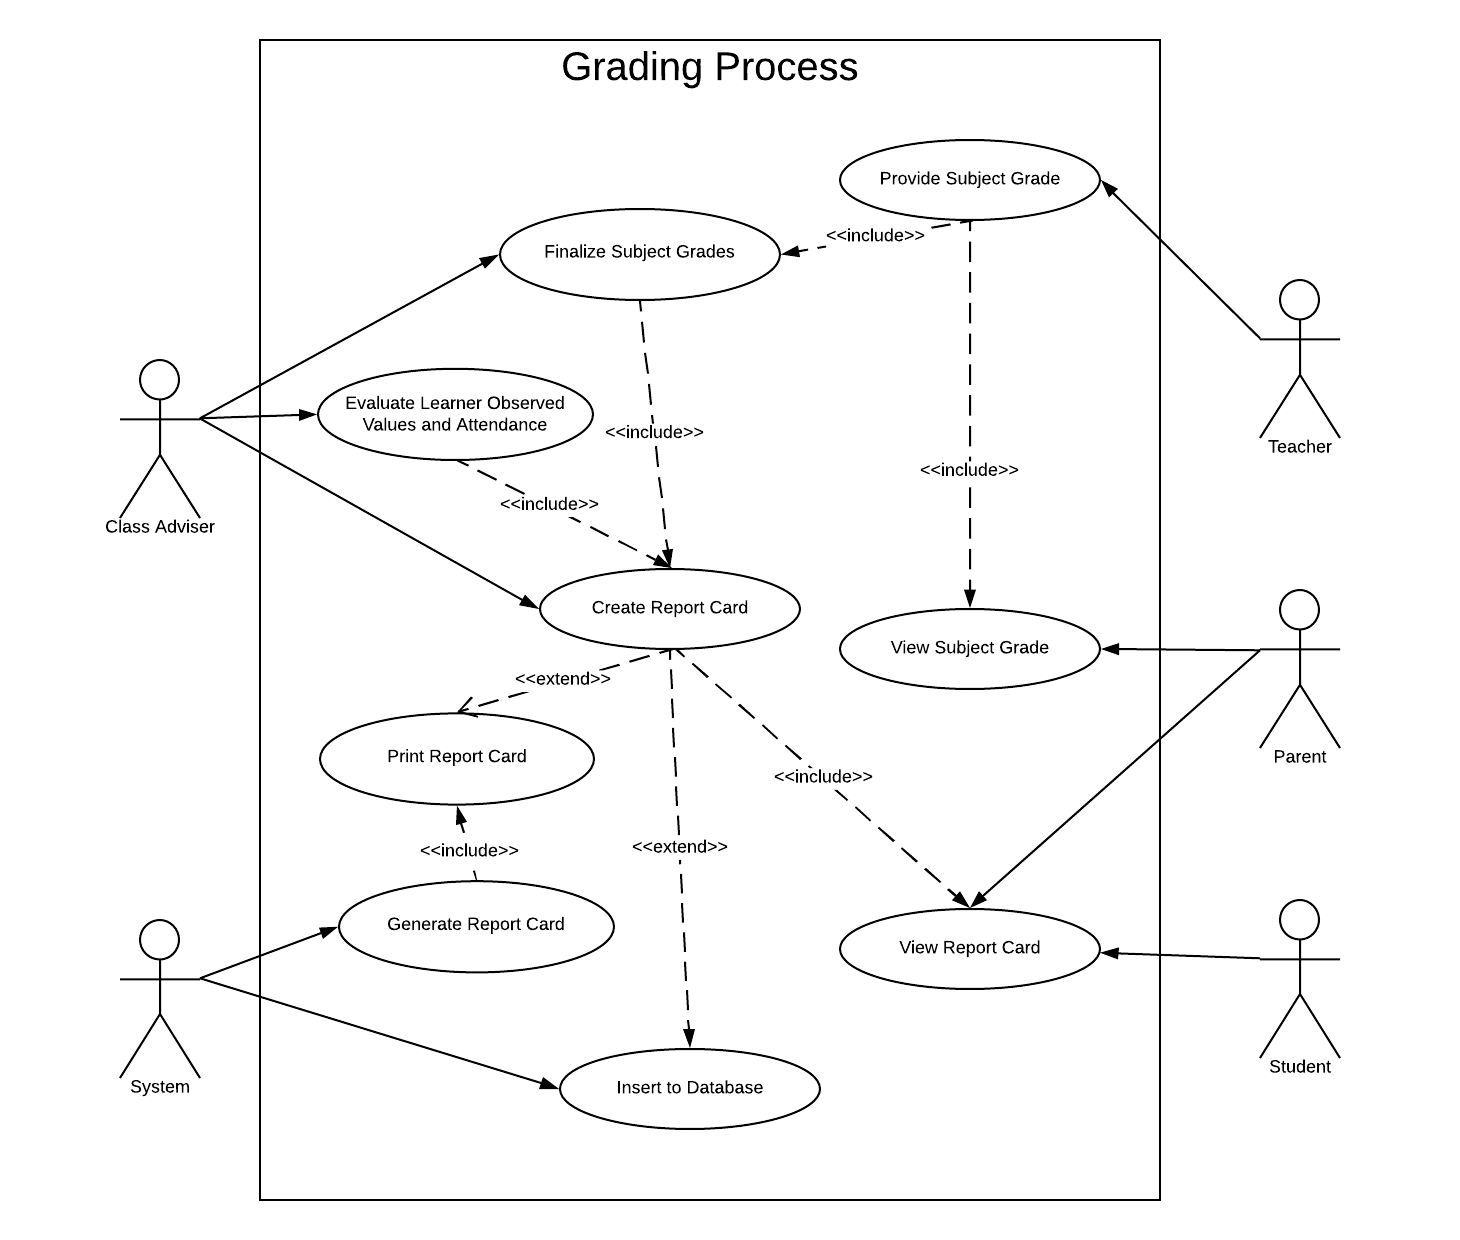 Grading Process
Provide Subject Grade
<<include>>
Finalize Subject Grades
Evaluate Learner Observed
Values and Attendance
<<include>>
Teacher
<<include>>
<<include>>
Class Adviser
Create Report Card
View Subject Grade
<<extend>>
Print Report Card
Parent
<<include>>
<<extend>>
<<include>>
Generate Report Card
View Report Card
Student
System
Insert to Database